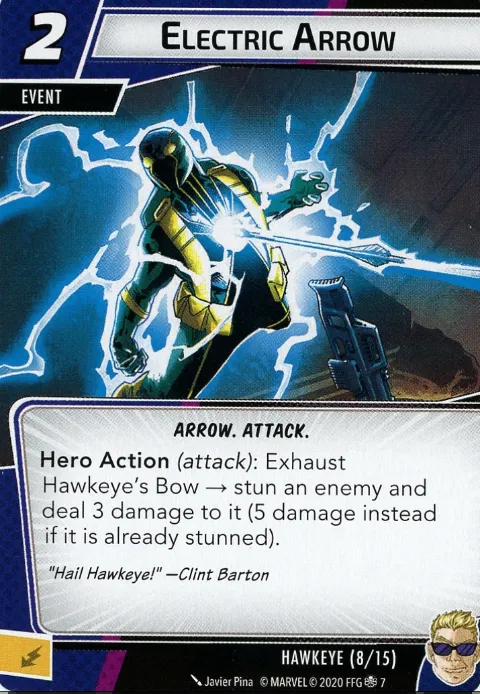 2
ELECTRIC ARROW
EVENT
ARROW. ATTACK.
Hero Action (attack): Exhaust
Hawkeye's Bow → stun an enemy and
deal 3 damage to it (5 damage instead
if it is already stunned).
"Hail Hawkeye!" —Clint Barton
HAWKEYE (8/15)
Javier Pina © MARVEL © 2020 FFG 7